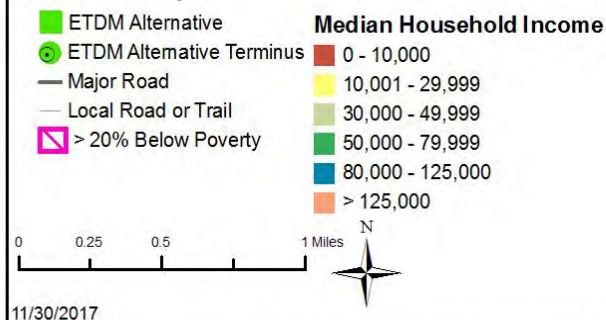 ETDM Alternative
ETDM Alternative Terminus
Major Road
Local Road or Trail
> 20% Below Poverty
Median Household Income
0 - 10,000
10,001 - 29,999
30,000 - 49,999
50,000 - 79,999
80,000 - 125,000
> 125,000
0 0.25 0.5 1 Miles
N
11/30/2017